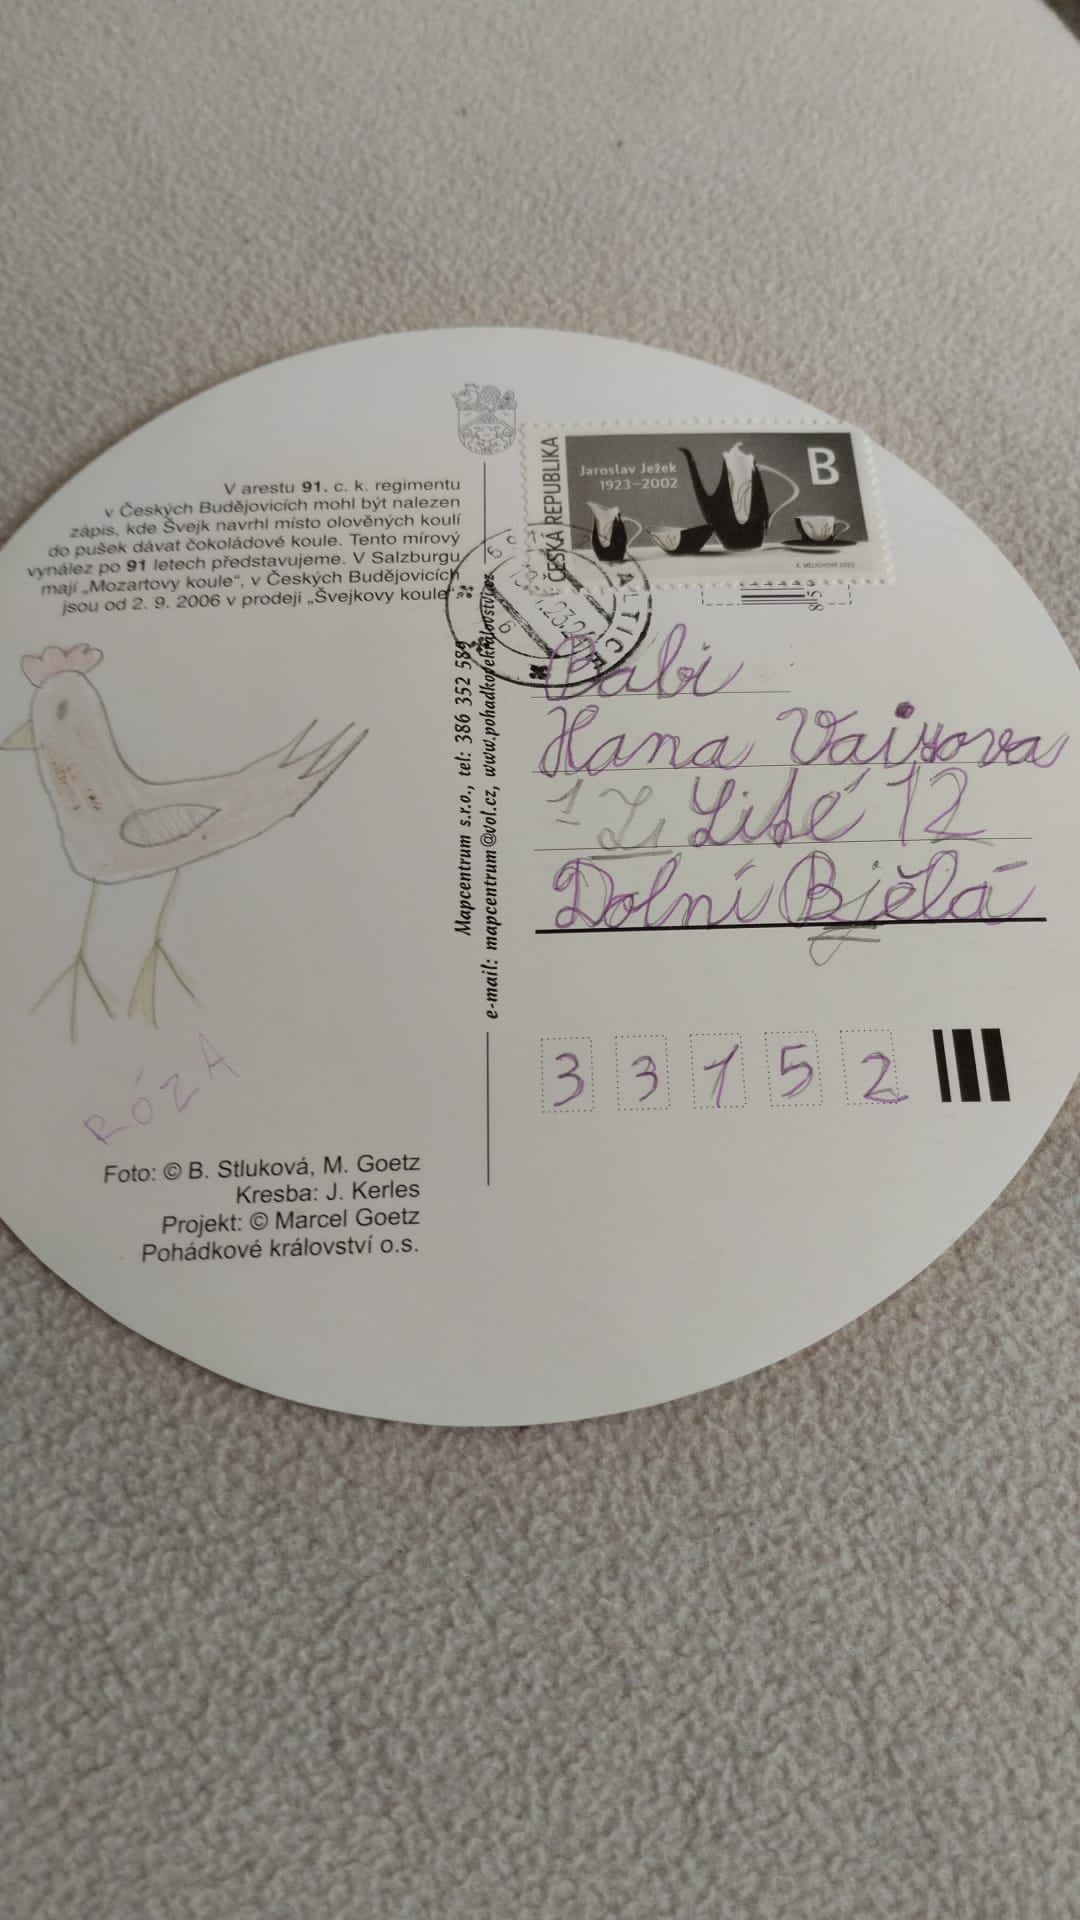 V arestu 91. c. k. regimentu
v Českých Budějovicích mohl být nalezen
zápis, kde Švejk navrhl místo olověných koulí
do pušek dávat čokoládové koule. Tento mírový
vynález po 91 letech představujeme. V Salzburgu
mají „Mozartovy koule“, v Českých Budějovicích
jsou od 2. 9. 2006 v prodeji „Švejkovy koule“.
RÓZA
Foto: © B. Stluková, M. Goetz
Kresba: J. Kerles
Projekt: © Marcel Goetz
Pohádkové království o.s.
Mapcentrum s.r.o., tel: 386 352 589
e-mail: mapcentrum@vol.cz, www.pohadkovekralovstvi.cz
ČESKÁ REPUBLIKA
Jaroslav Ježek
1923–2002
B
Babi
Hana
Lité 12
Dolní Bjělá
33152